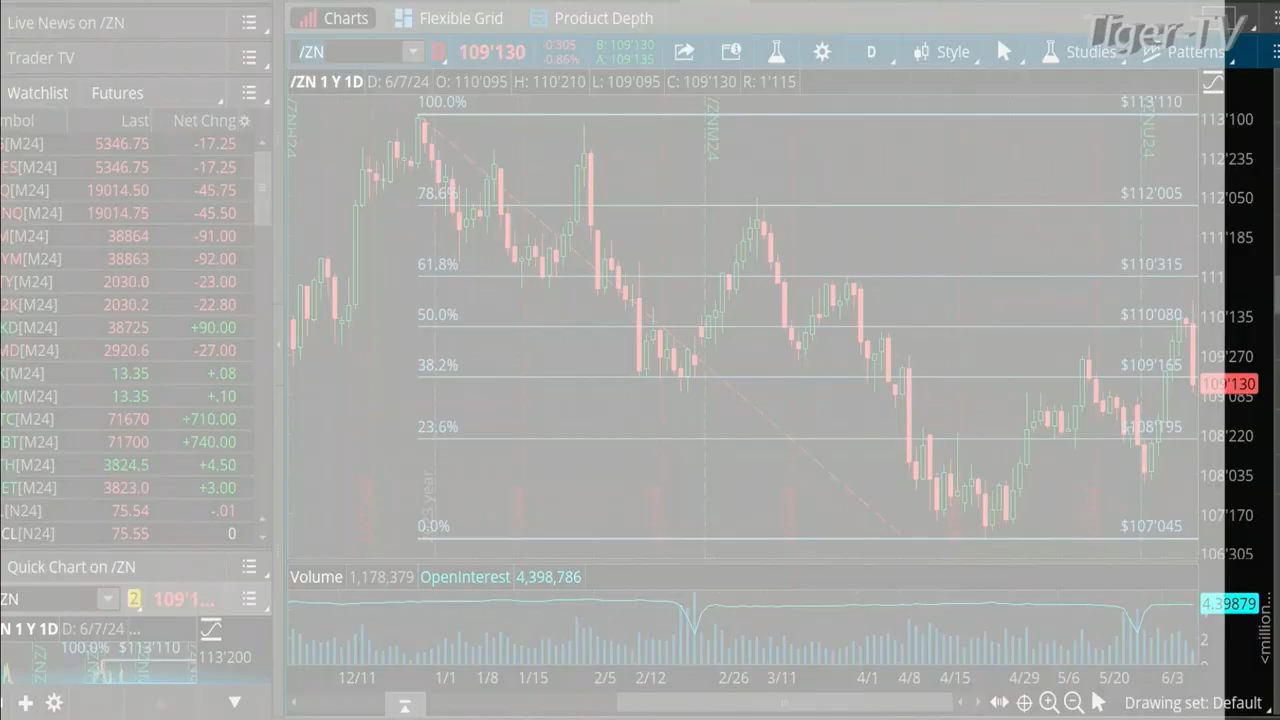 Live News on /ZN
Trader TV
Watchlist Futures
mbol Last Net Chng
S[M24] 5346.75 -17.25
ES[M24] 5346.75 -17.25
Q[M24] 19014.50 -45.75
NQ[M24] 19014.75 -45.50
M[M24] 38864 -91.00
YM[M24] 38863 -92.00
TY[M24] 2030.0 -23.00
2K[M24] 2030.2 -22.80
KD[M24] 38725 +90.00
MD[M24] 2920.6 -27.00
[M24] 13.35 +.08
XM[M24] 13.35 +.10
TC[M24] 71670 +710.00
BT[M24] 71700 +740.00
TH[M24] 3824.5 +4.50
ET[M24] 3823.0 +3.00
[N24] 75.54 -.01
CL[N24] 75.55 0
Quick Chart on /ZN
ZN 2 109'1...
N 1 Y 1D D: 6/7/24 ...
100.0% $113'110
113'200
Charts Flexible Grid Product Depth
Tiger-TV
/ZN D 109'130 -0.305 -0.86% B: 109'130 A: 109'135 D Style Studies Patterns
/ZN 1 Y 1D D: 6/7/24 O: 110'095 H: 110'210 L: 109'095 C: 109'130 R: 1'115
/ZNH24 /ZNM24 /ZNU24
100.0% $113'110
78.6% $112'005
61.8% $110'315
50.0% $110'080
38.2% $109'165
23.6% $108'195
0.0% $107'045
year
113'100
112'235
112'050
111'185
111
110'135
109'270
109'130
109'085
108'220
108'035
107'170
106'305
Volume 1,178,379 OpenInterest 4,398,786
4.39879
2
<million...
12/11 1/1 1/8 1/15 2/5 2/12 2/26 3/11 4/1 4/8 4/15 4/29 5/6 5/20 6/3
Drawing set: Default